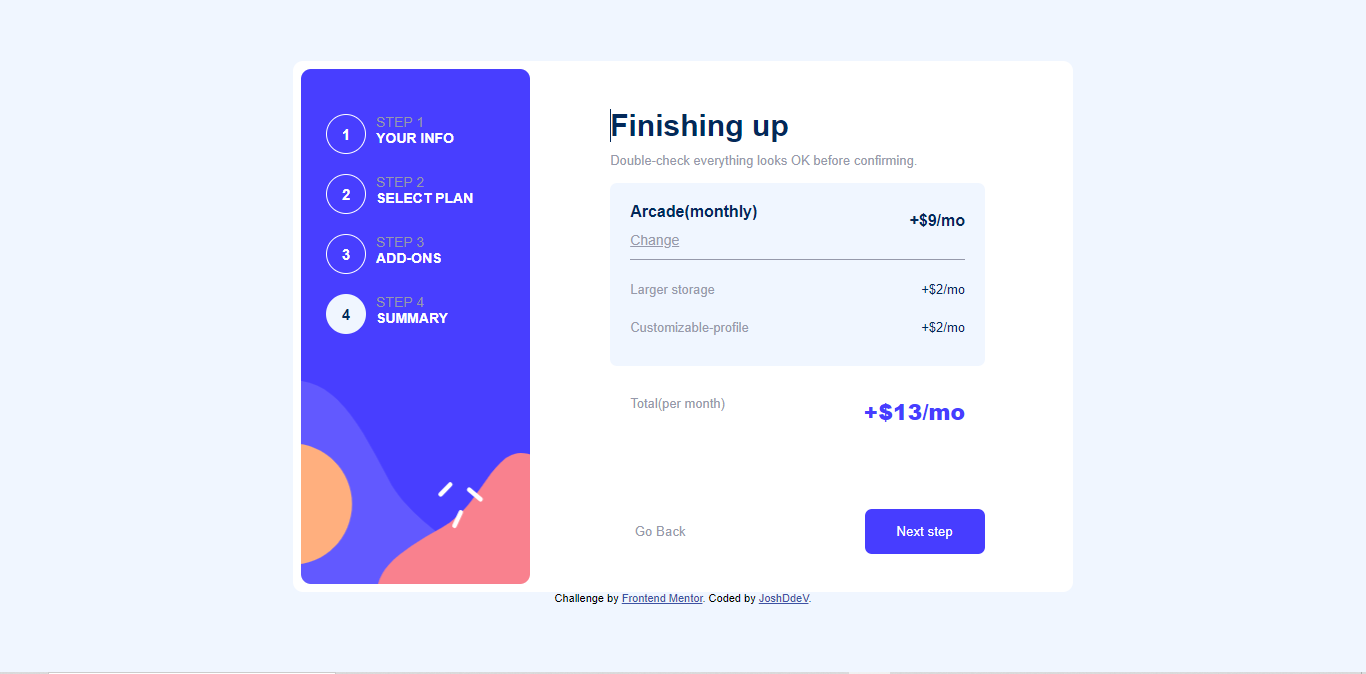 1 STEP 1
YOUR INFO
2 STEP 2
SELECT PLAN
3 STEP 3
ADD-ONS
4 STEP 4
SUMMARY
Finishing up
Double-check everything looks OK before confirming.
Arcade(monthly) +$9/mo
Change
Larger storage +$2/mo
Customizable-profile +$2/mo
Total(per month) +$13/mo
Go Back Next step
Challenge by Frontend Mentor. Coded by JoshDdeV.